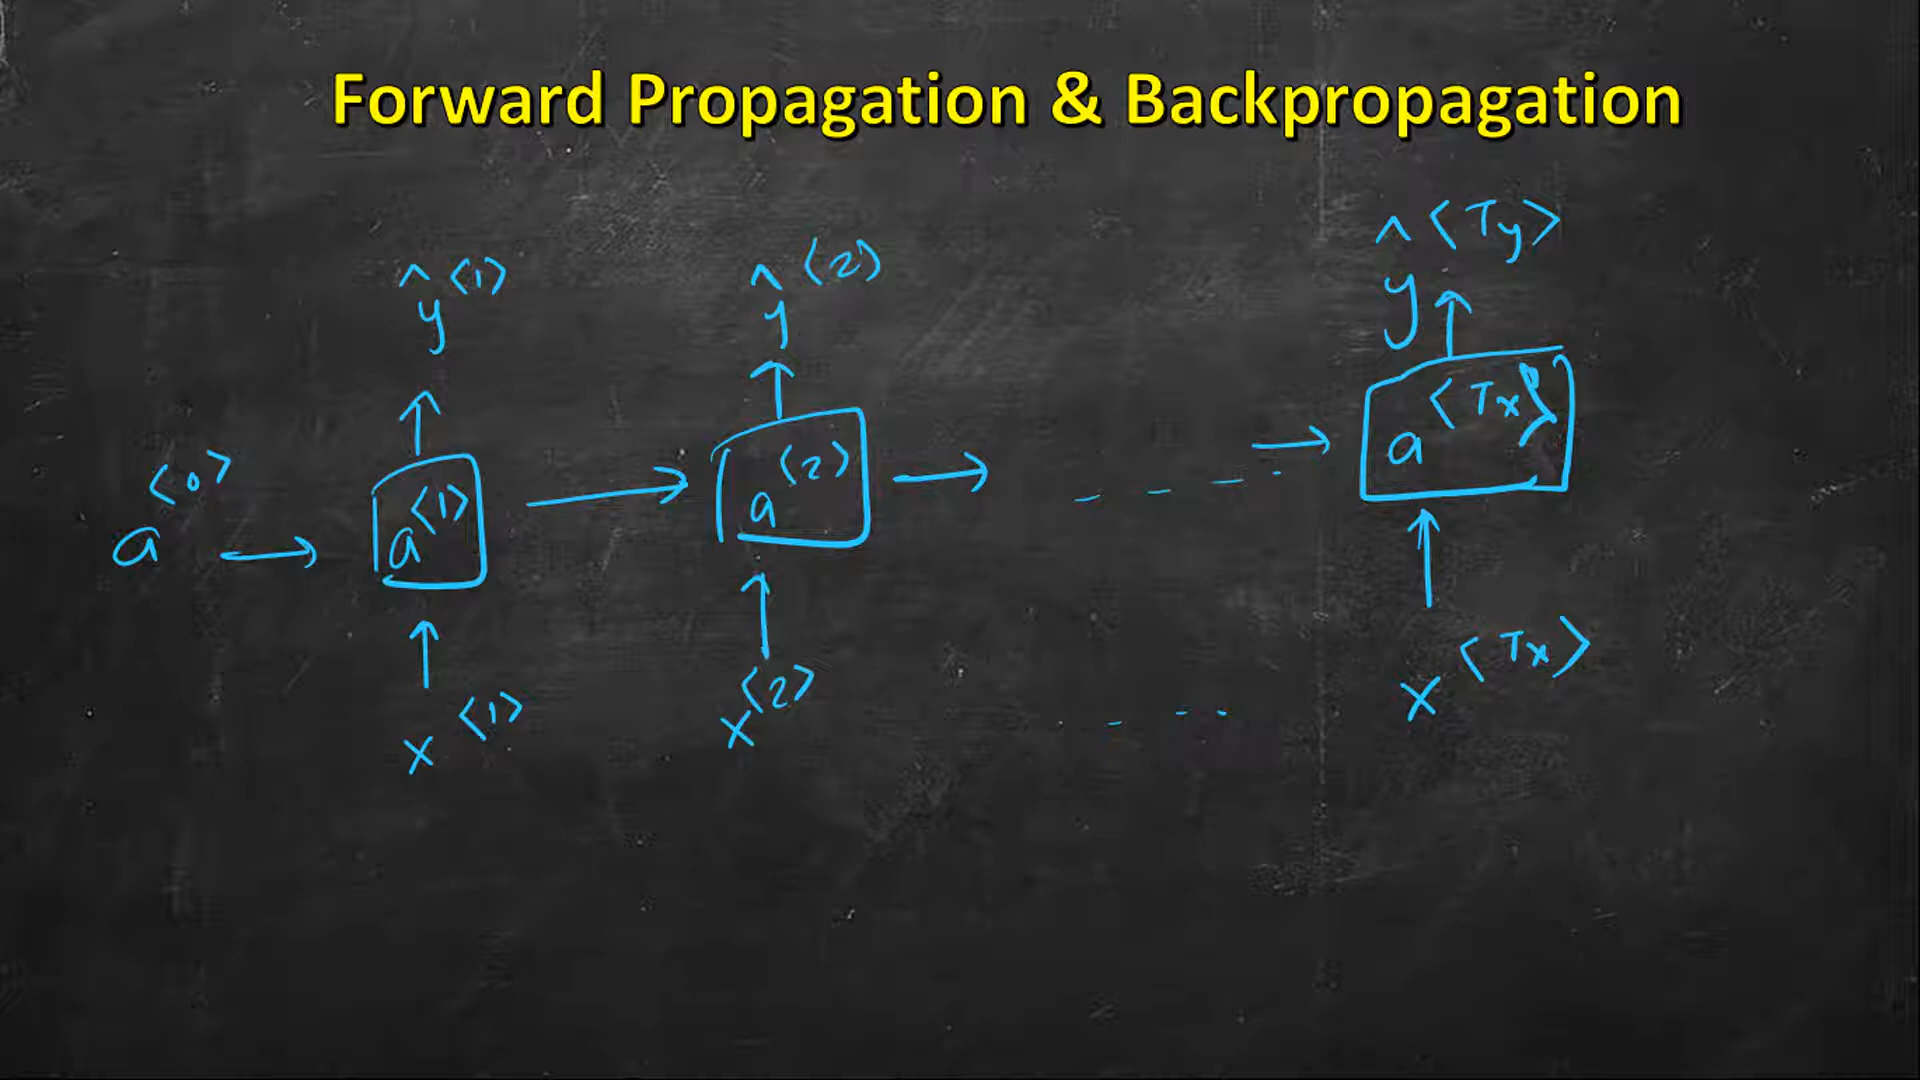 Forward Propagation & Backpropagation
ŷ<1> ŷ<2> ŷ<Ty>
a<0> → a<1> → a<2> → - - - - → a<Tx>
x<1> x<2> - - - - x<Tx>